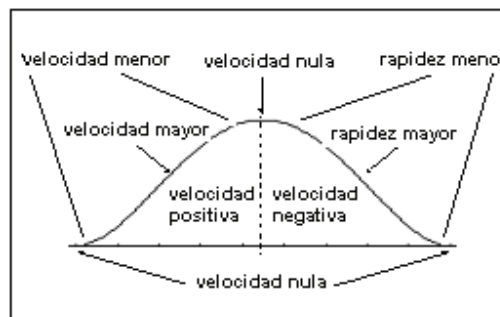 velocidad menor
velocidad nula
rapidez meno
velocidad mayor
rapidez mayor
velocidad
positiva
velocidad
negativa
velocidad nula